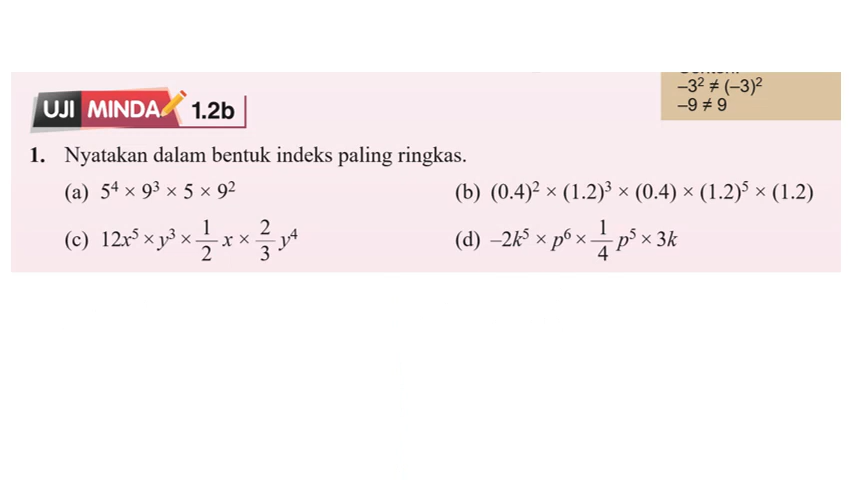 –3² ≠ (–3)²
–9 ≠ 9
UJI MINDA 1.2b
1. Nyatakan dalam bentuk indeks paling ringkas.
(a) 5⁴ × 9³ × 5 × 9² (b) (0.4)² × (1.2)³ × (0.4) × (1.2)⁵ × (1.2)
(c) 12x⁵ × y³ × 1/2 x × 2/3 y⁴ (d) –2k⁵ × p⁶ × 1/4 p⁵ × 3k